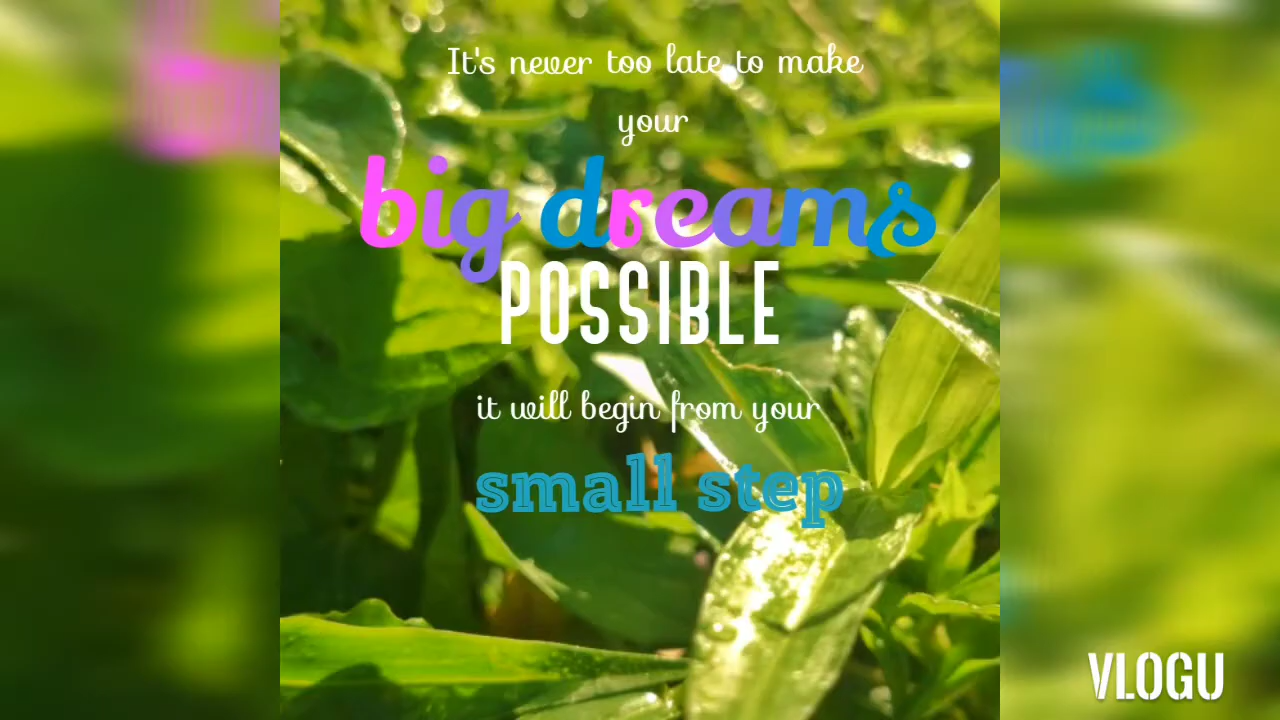 It's never too late to make
your
big dreams
POSSIBLE
it will begin from your
small step
VLOGU